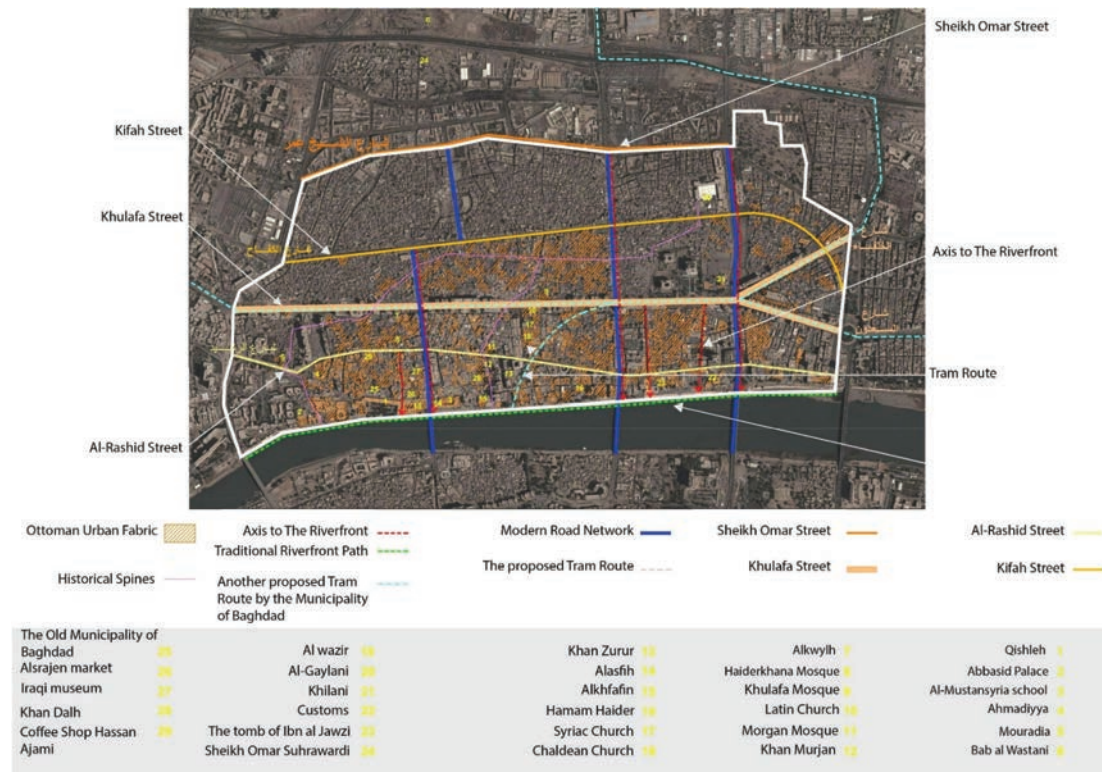 Sheikh Omar Street
Kifah Street
Khulafa Street
Axis to The Riverfront
Tram Route
Al-Rashid Street
Ottoman Urban Fabric
Axis to The Riverfront
Traditional Riverfront Path
Modern Road Network
Sheikh Omar Street
Al-Rashid Street
Historical Spines
Another proposed Tram
Route by the Municipality
of Baghdad
The proposed Tram Route
Khulafa Street
Kifah Street
The Old Municipality of
Baghdad 25
Alsrajen market 26
Iraqi museum 27
Khan Dalh 28
Coffee Shop Hassan 29
Ajami
Al wazir 19
Al-Gaylani 20
Khilani 21
Customs 22
The tomb of Ibn al Jawzi 23
Sheikh Omar Suhrawardi 24
Khan Zurur 13
Alasfih 14
Alkhfafin 15
Hamam Haider 16
Syriac Church 17
Chaldean Church 18
Alkwylh 7
Haiderkhana Mosque 8
Khulafa Mosque 9
Latin Church 10
Morgan Mosque 11
Khan Murjan 12
Qishleh 1
Abbasid Palace 2
Al-Mustansyria school 3
Ahmadiyya 4
Mouradia 5
Bab al Wastani 6